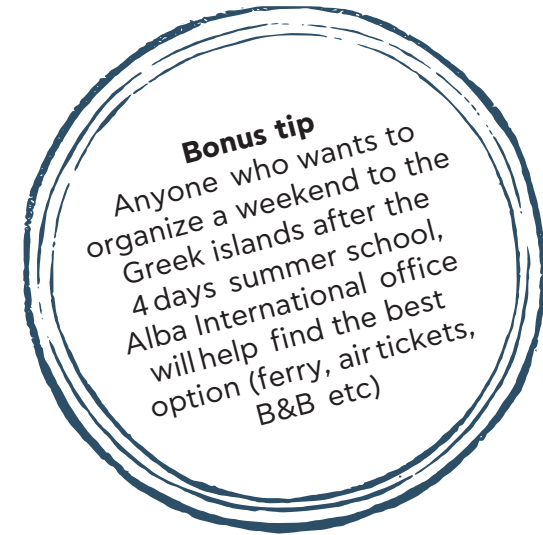 Bonus tip
Anyone who wants to
organize a weekend to the
Greek islands after the
4 days summer school,
Alba International office
will help find the best
option (ferry, air tickets,
B&B etc)